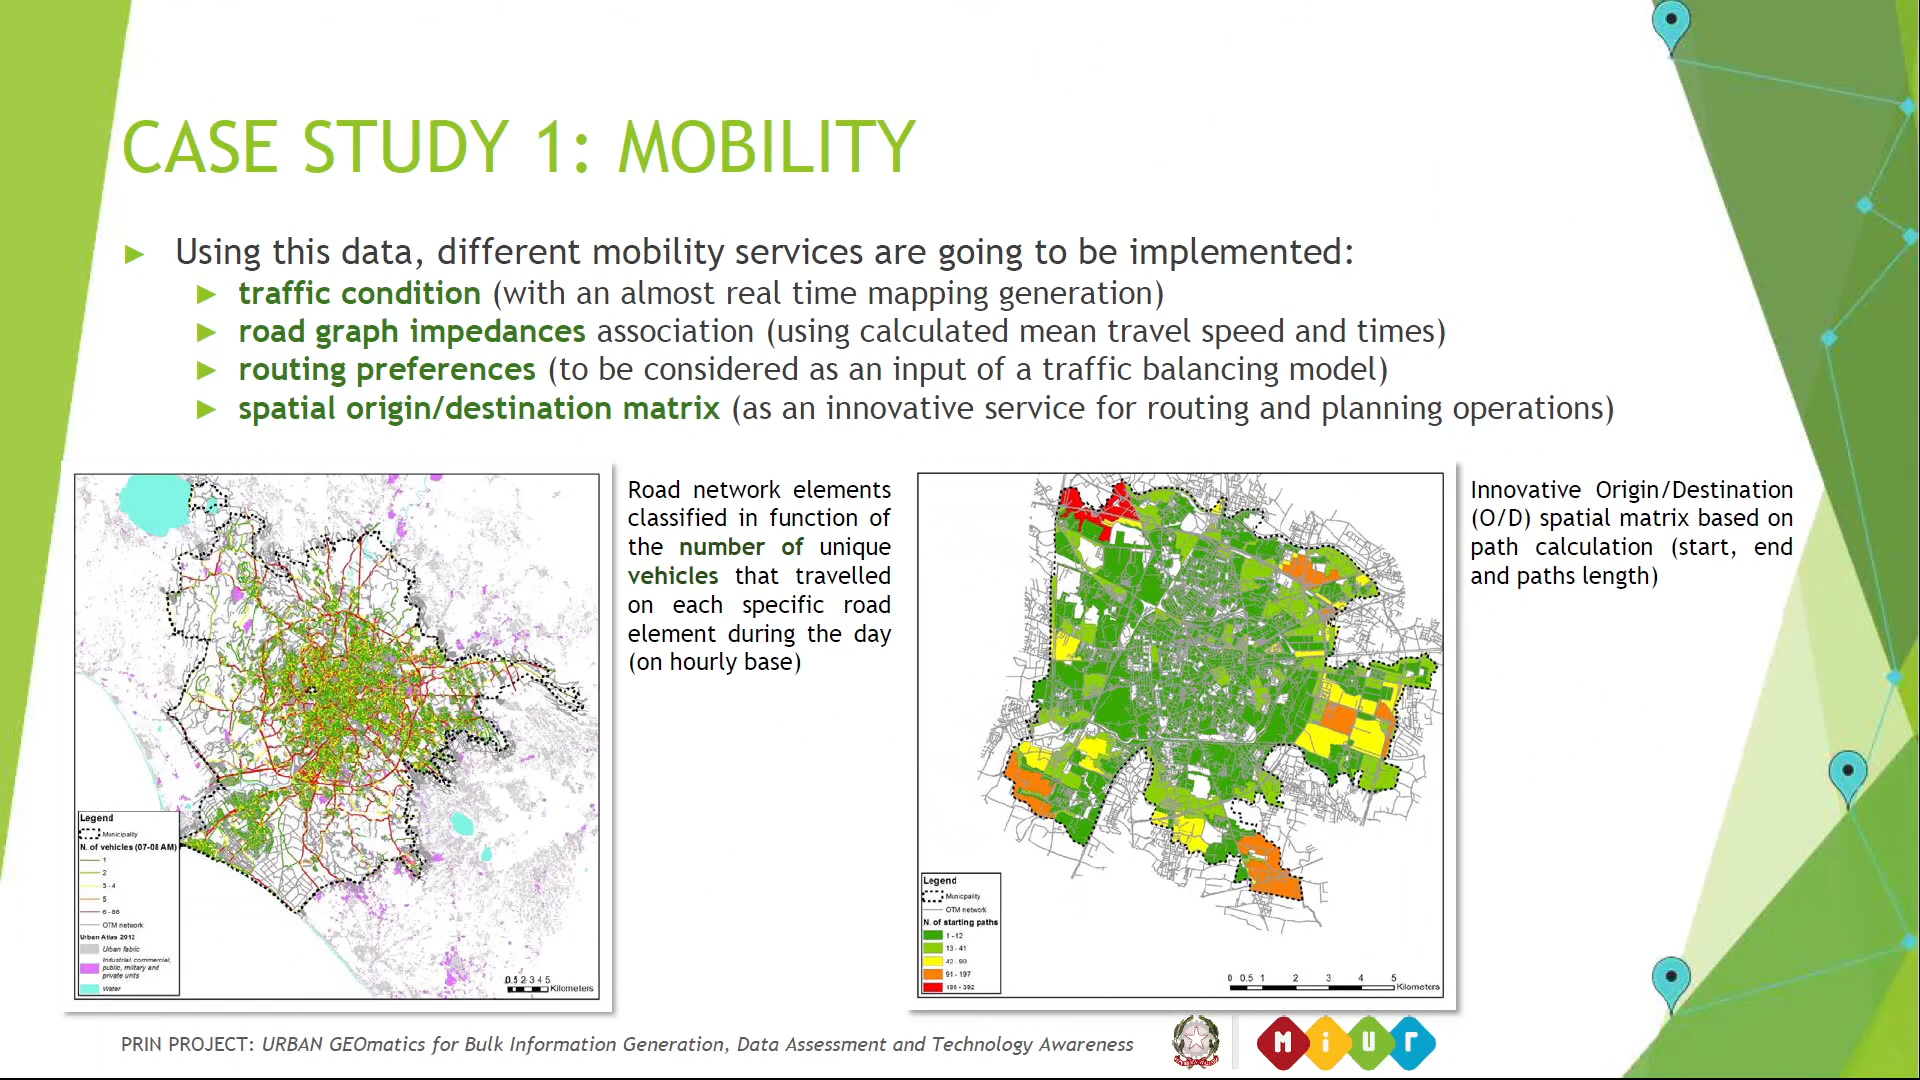 CASE STUDY 1: MOBILITY
Using this data, different mobility services are going to be implemented:
traffic condition (with an almost real time mapping generation)
road graph impedances association (using calculated mean travel speed and times)
routing preferences (to be considered as an input of a traffic balancing model)
spatial origin/destination matrix (as an innovative service for routing and planning operations)
Legend
Municipality
N. of vehicles (07-08 AM)
1
2
3 - 4
5
6 - 66
OTM network
Urban Atlas 2012
Urban fabric
Industrial, commercial,
public, military and
private units
Water
0.5 1 2 3 4 5
Kilometers
Road network elements
classified in function of
the number of unique
vehicles that travelled
on each specific road
element during the day
(on hourly base)
Legend
Municipality
OTM network
N. of starting paths
1 - 12
13 - 41
42 - 90
91 - 197
198 - 392
0 0.5 1 2 3 4 5
Kilometers
Innovative Origin/Destination
(O/D) spatial matrix based on
path calculation (start, end
and paths length)
PRIN PROJECT: URBAN GEOmatics for Bulk Information Generation, Data Assessment and Technology Awareness
M i U r